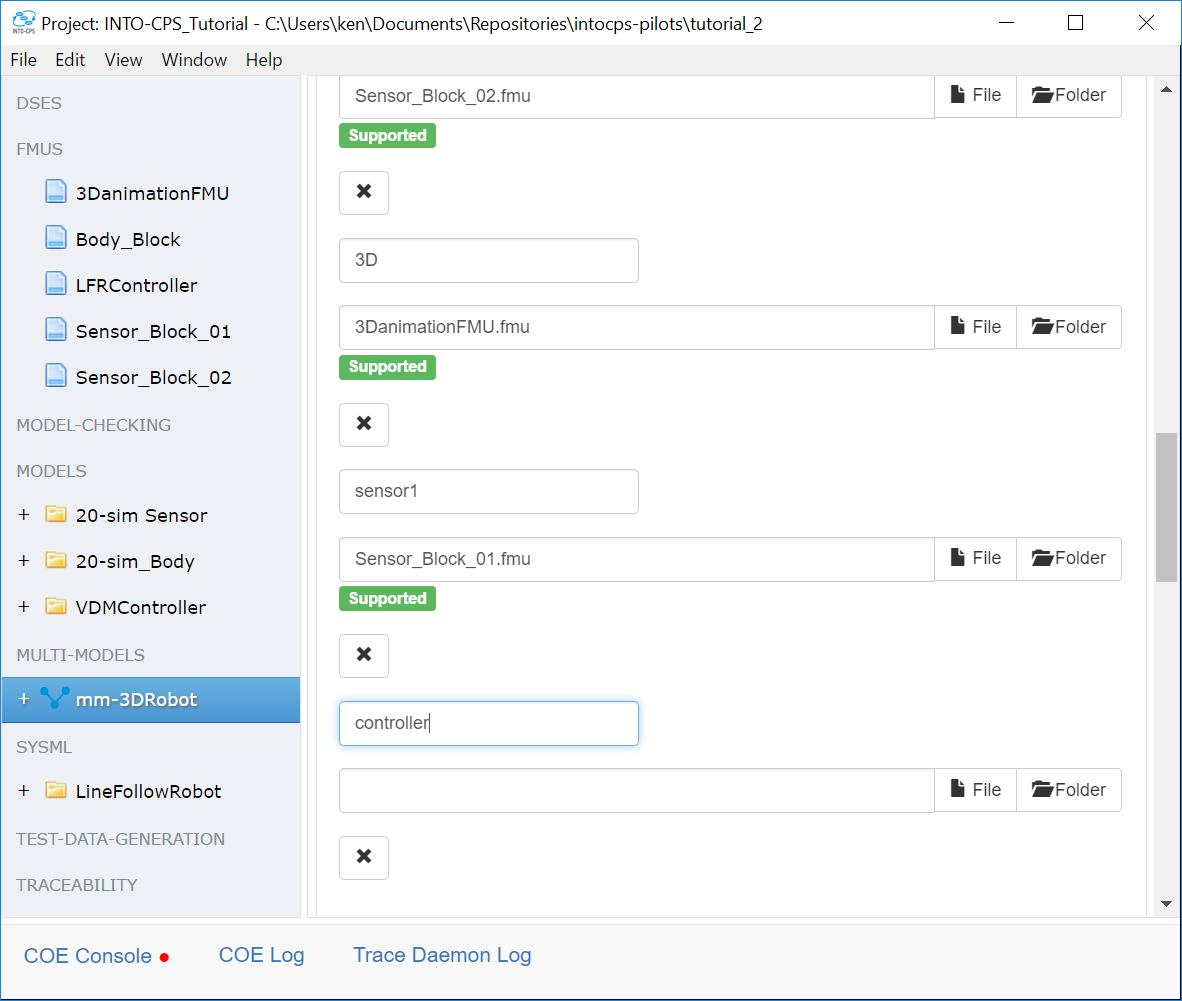 INTO-CPS
Project: INTO-CPS_Tutorial - C:\Users\ken\Documents\Repositories\intocps-pilots\tutorial_2
File Edit View Window Help
DSES
FMUS
3DanimationFMU
Body_Block
LFRController
Sensor_Block_01
Sensor_Block_02
MODEL-CHECKING
MODELS
+ 20-sim Sensor
+ 20-sim_Body
+ VDMController
MULTI-MODELS
+ mm-3DRobot
SYSML
+ LineFollowRobot
TEST-DATA-GENERATION
TRACEABILITY
Sensor_Block_02.fmu File Folder
Supported
3D
3DanimationFMU.fmu File Folder
Supported
sensor1
Sensor_Block_01.fmu File Folder
Supported
controller
File Folder
COE Console COE Log Trace Daemon Log